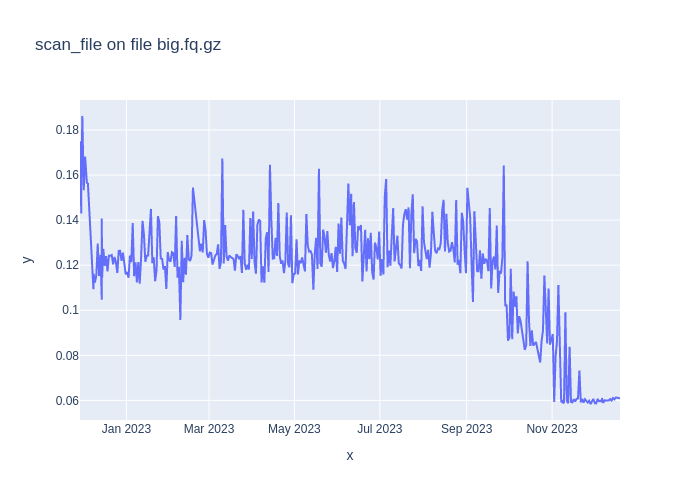 scan_file on file big.fq.gz
0.18
0.16
0.14
0.12
0.1
0.08
0.06
y
Jan 2023
Mar 2023
May 2023
Jul 2023
Sep 2023
Nov 2023
x